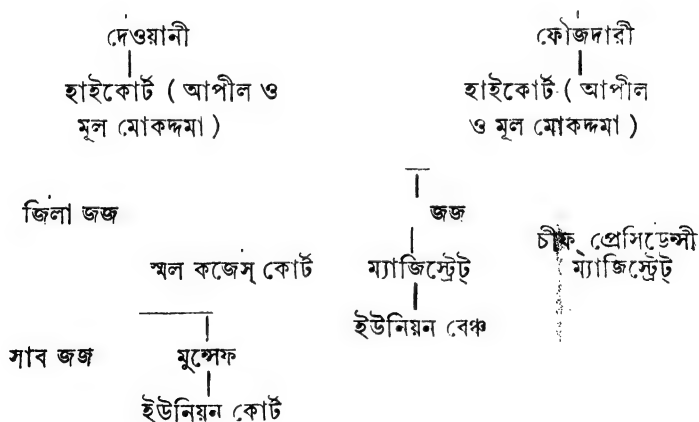 দেওয়ানী
ফৌজদারী
হাইকোর্ট ( আপীল ও
মূল মোকদ্দমা )
হাইকোর্ট ( আপীল
ও মূল মোকদ্দমা )
জিলা জজ
জজ
চীফ্ প্রেসিডেন্সী
ম্যাজিস্ট্রেট্
স্মল কজেস্ কোর্ট
ম্যাজিস্ট্রেট্
ইউনিয়ন বেঞ্চ
সাব জজ
মুন্সেফ
ইউনিয়ন কোর্ট